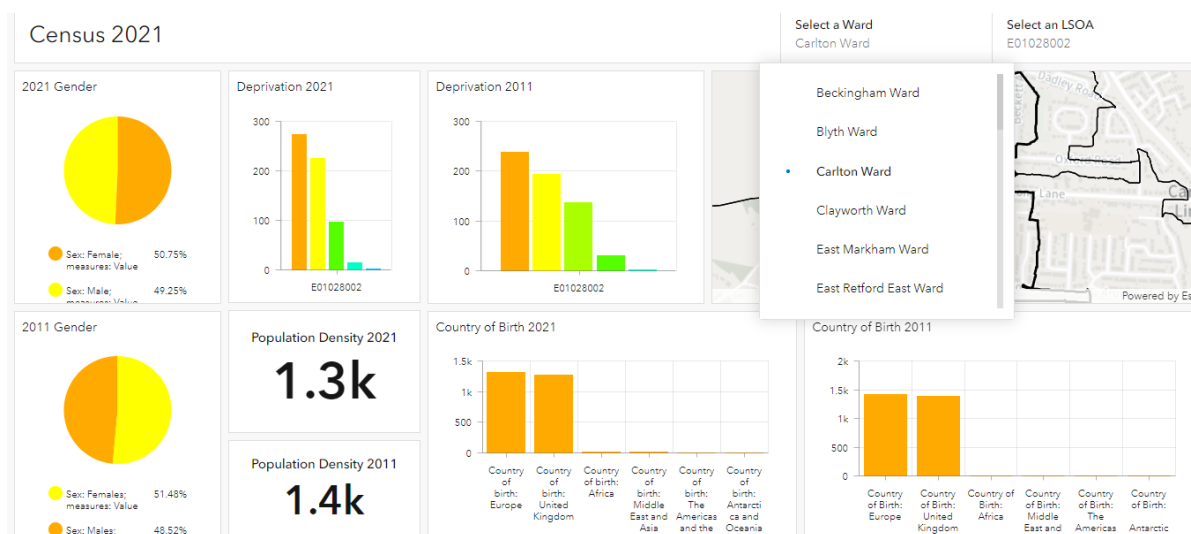 Census 2021
Select a Ward
Carlton Ward
Select an LSOA
E01028002
2021 Gender
Sex: Female;
measures: Value
50.75%
Sex: Male;
measures: Value
49.25%
Deprivation 2021
300
200
100
0
E01028002
Deprivation 2011
300
200
100
0
E01028002
Beckingham Ward
Blyth Ward
Carlton Ward
Clayworth Ward
East Markham Ward
East Retford East Ward
Dadley Road
Oxford Road
Lane
Powered by Es
2011 Gender
Sex: Females;
measures: Value
51.48%
Sex: Males:
48.52%
Population Density 2021
1.3k
Population Density 2011
1.4k
Country of Birth 2021
1.5k
1k
500
0
Country
of
birth:
Europe
Country
of
birth:
United
Kingdom
Country
of birth:
Africa
Country
of
birth:
Middle
East and
Asia
Country
of
birth:
The
Americas
and the
Country
of
birth:
Antarcti
ca and
Oceania
Country of Birth 2011
2k
1.5k
1k
500
0
Country
of Birth:
Europe
Country
of Birth:
United
Kingdom
Country of
Birth:
Africa
Country
of Birth:
Middle
East and
Country
of Birth:
The
Americas
Country
of Birth:
Antarctic